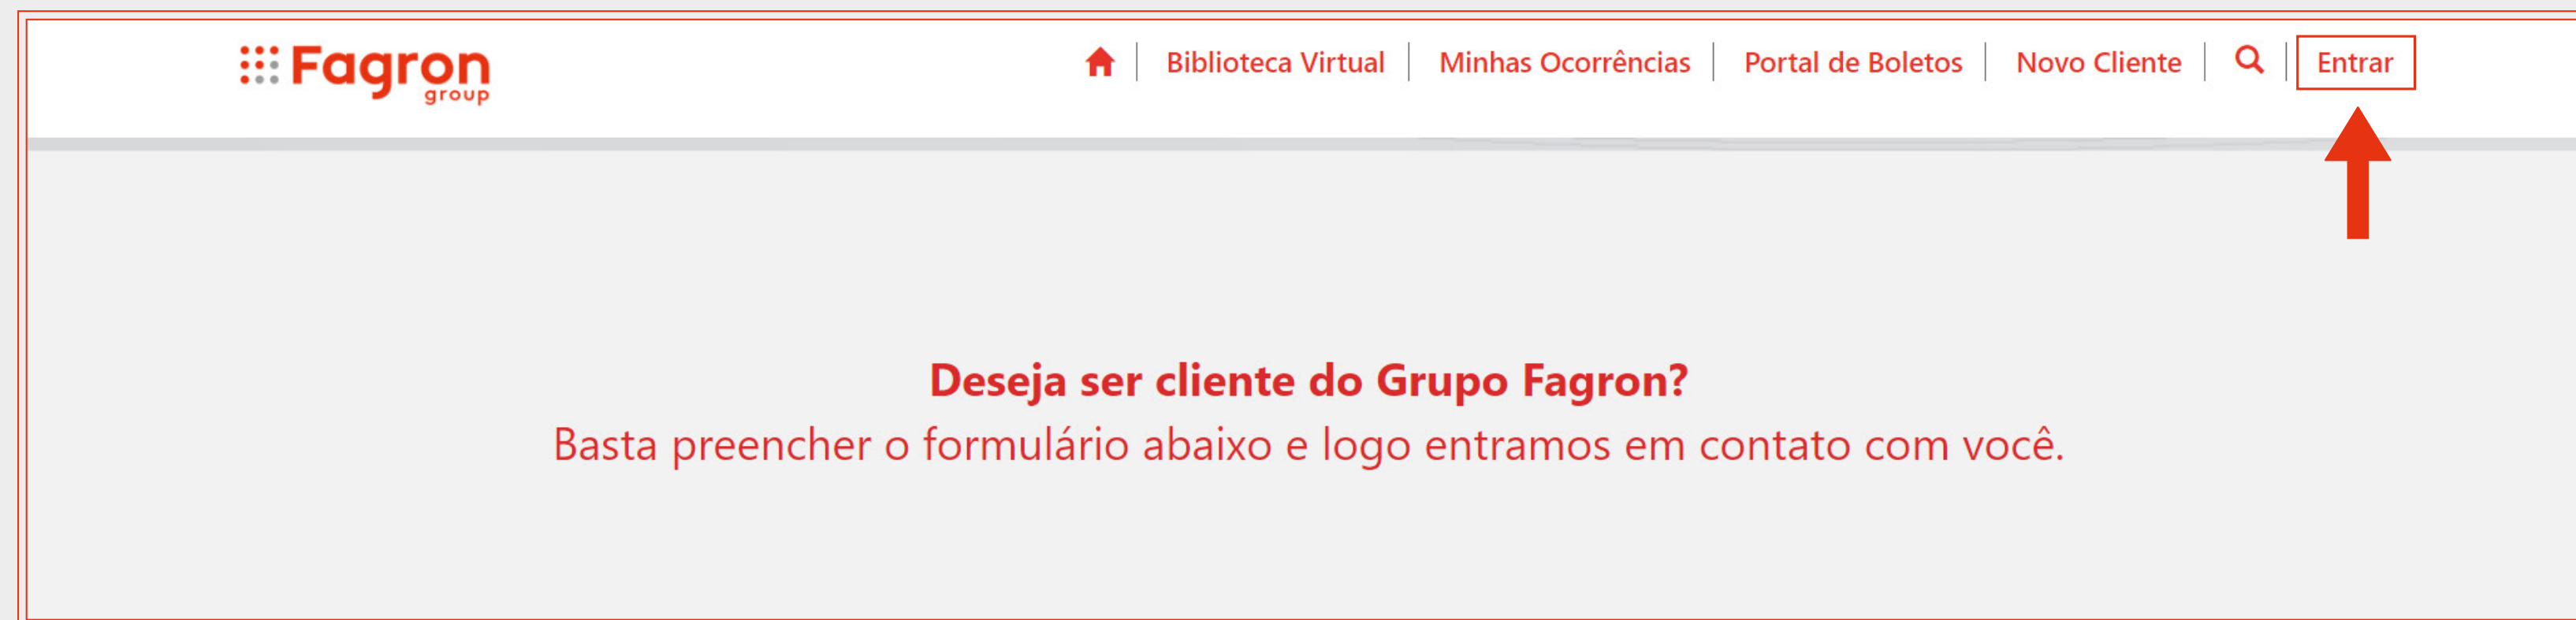 Fagron
group
Biblioteca Virtual Minhas Ocorrências Portal de Boletos Novo Cliente Entrar
Deseja ser cliente do Grupo Fagron?
Basta preencher o formulário abaixo e logo entramos em contato com você.